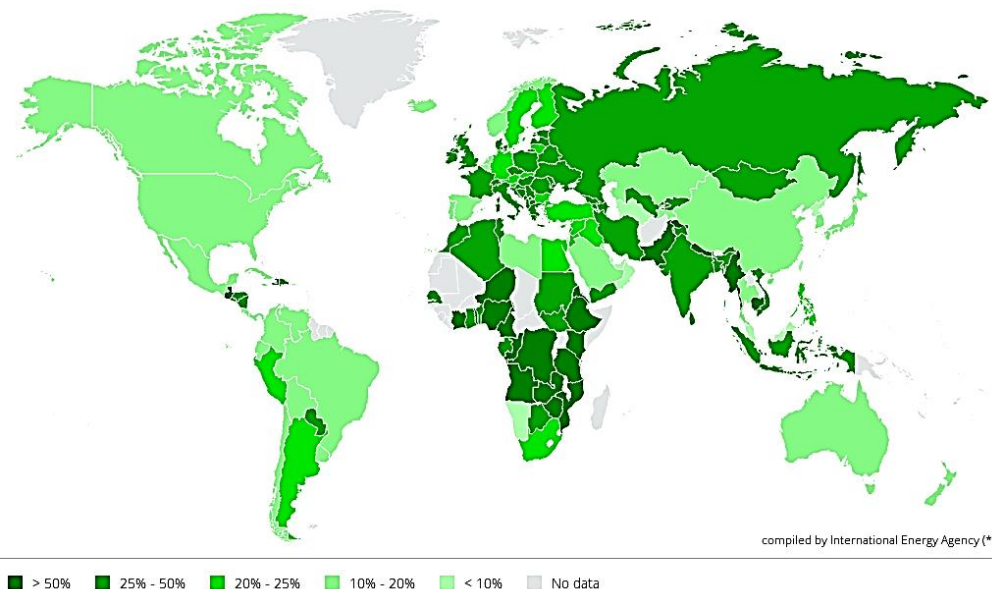 compiled by International Energy Agency (*
> 50% 25% - 50% 20% - 25% 10% - 20% < 10% No data